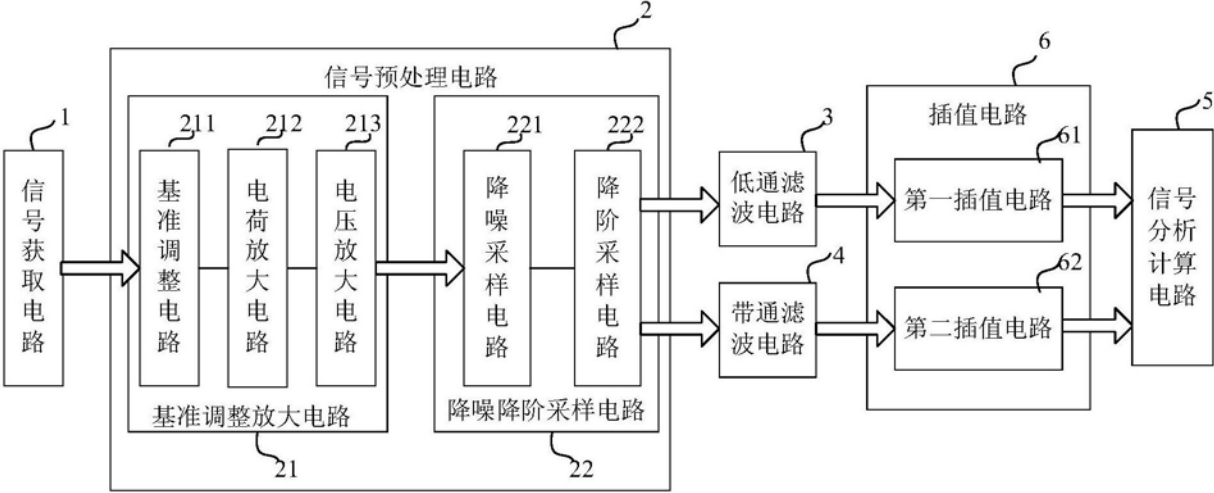 2
信号预处理电路
6
插值电路
1
信号获取电路
211
基准调整电路
212
电荷放大电路
213
电压放大电路
基准调整放大电路
21
221
降噪采样电路
222
降阶采样电路
降噪降阶采样电路
22
3
低通滤
波电路
4
带通滤
波电路
61
第一插值电路
62
第二插值电路
5
信号
分析
计算
电路